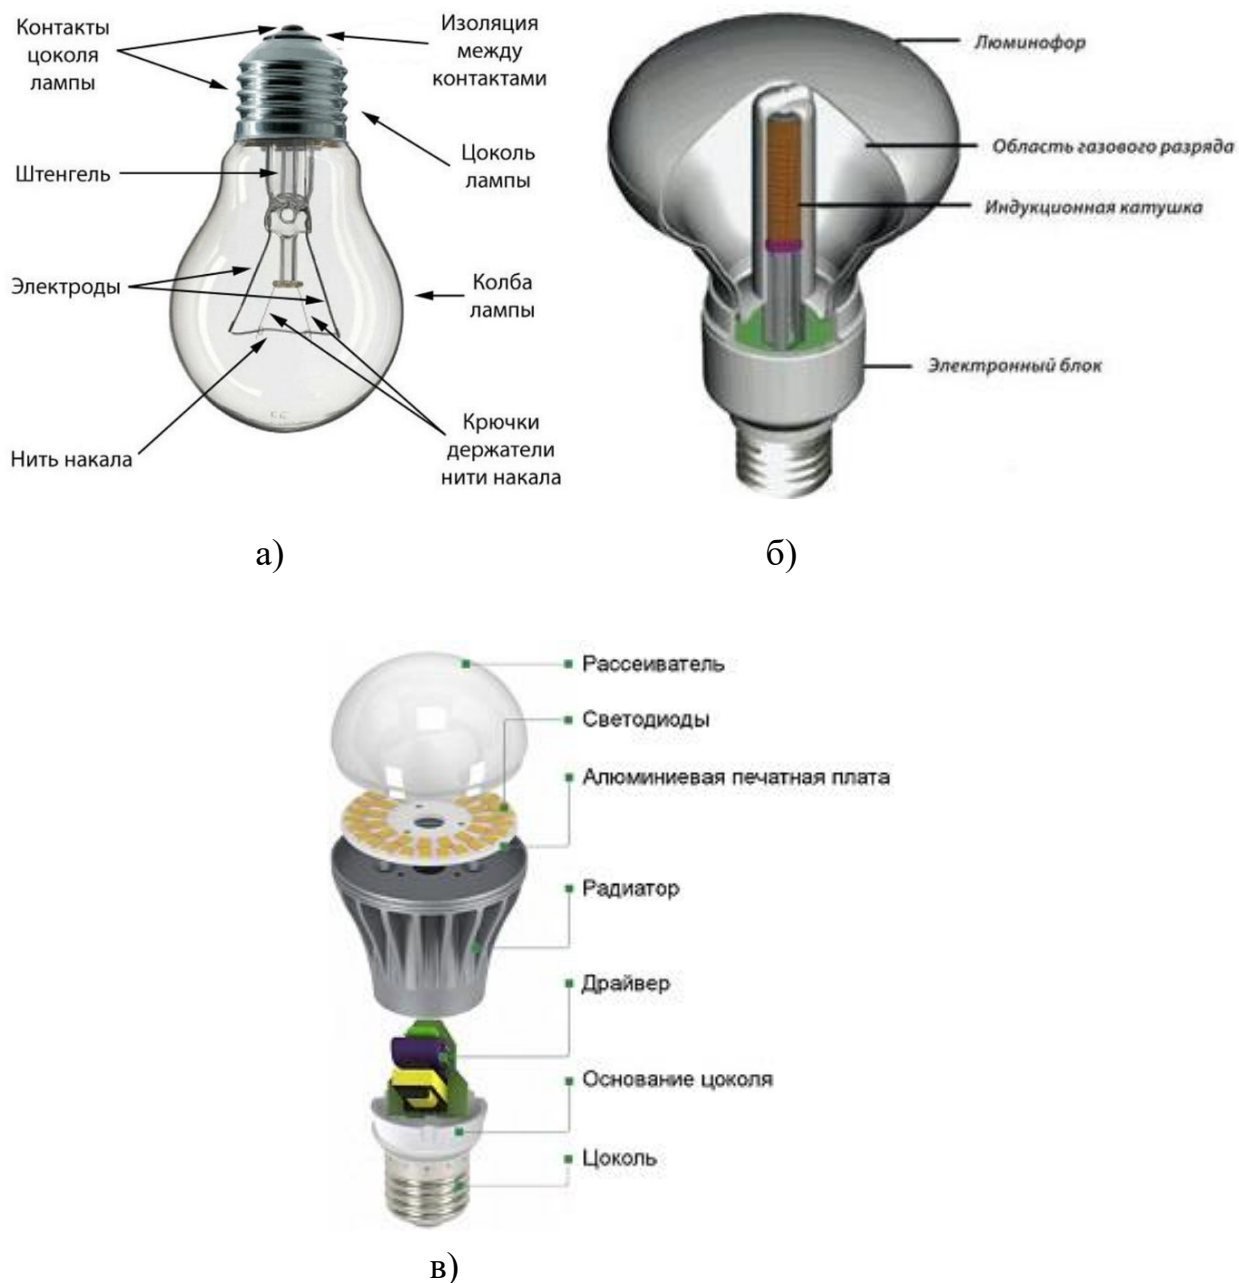 Контакты
цоколя
лампы
Изоляция
между
контактами
Штенгель
Цоколь
лампы
Электроды
Колба
лампы
Нить накала
Крючки
держатели
нити накала
Люминофор
Область газового разряда
Индукционная катушка
Электронный блок
а)
б)
Рассеиватель
Светодиоды
Алюминиевая печатная плата
Радиатор
Драйвер
Основание цоколя
Цоколь
в)